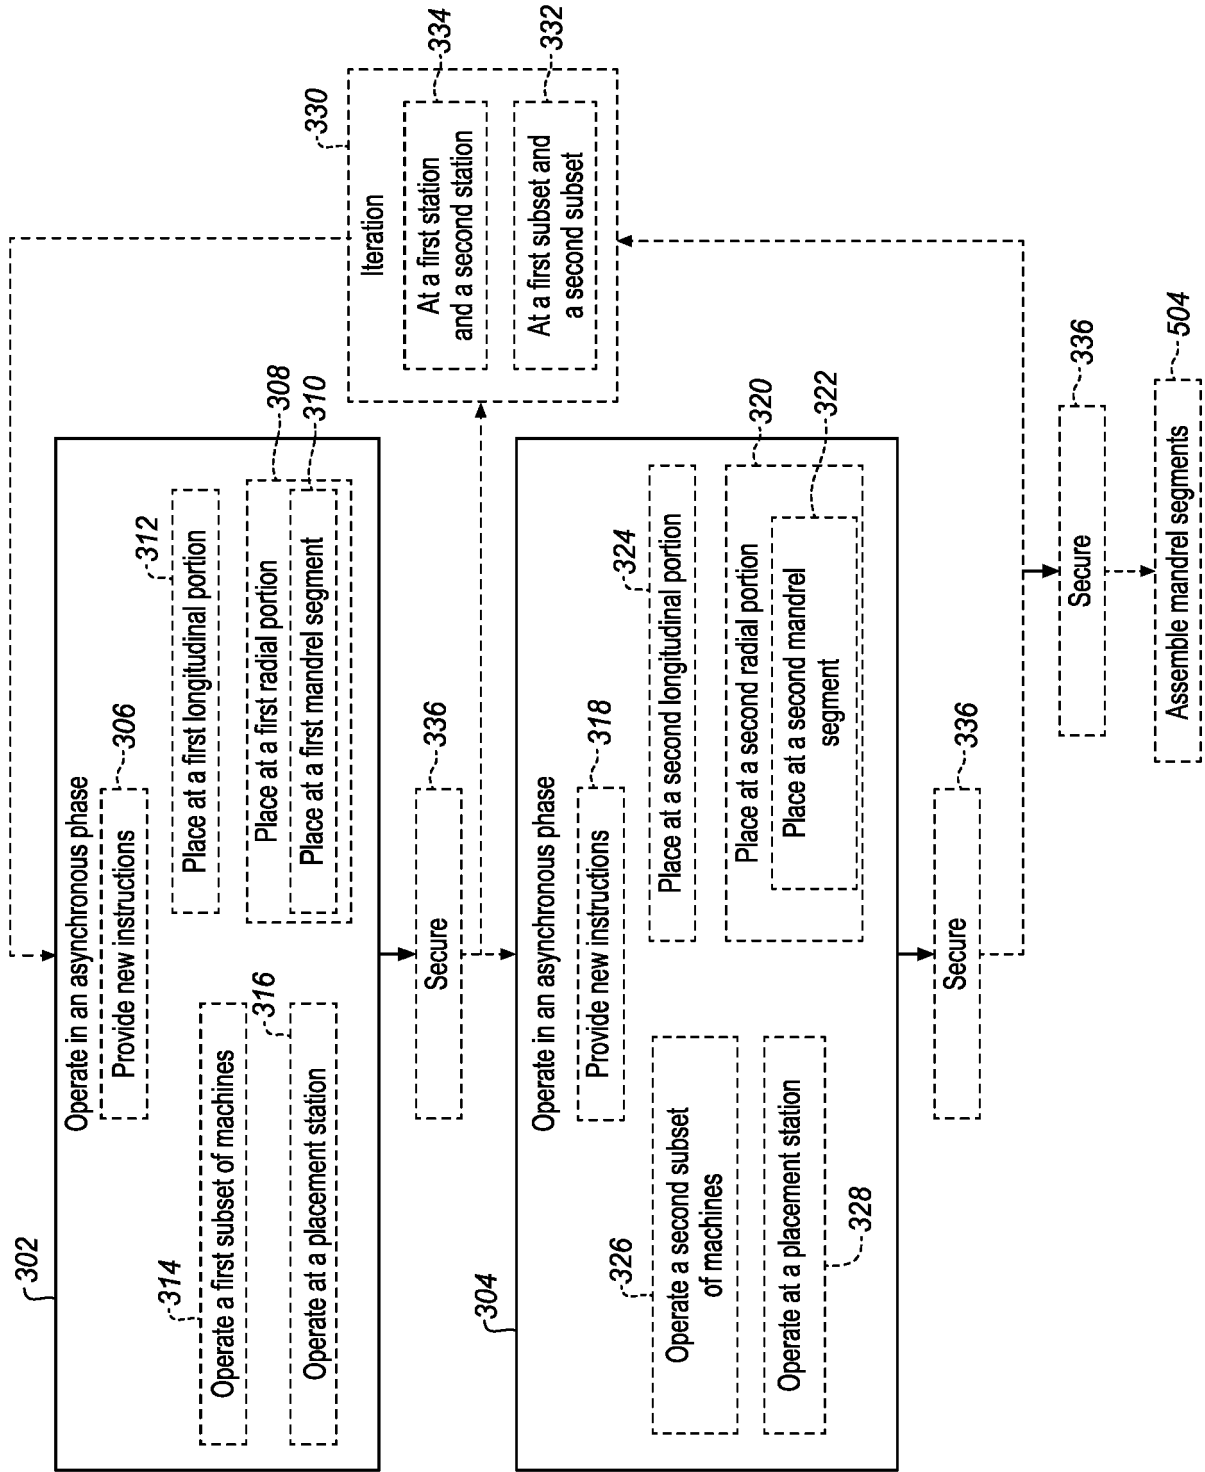 302
Operate in an asynchronous phase
306
Provide new instructions
314
Operate a first subset of machines
316
Operate at a placement station
312
Place at a first longitudinal portion
308
Place at a first radial portion
310
Place at a first mandrel segment
336
Secure
304
Operate in an asynchronous phase
318
Provide new instructions
326
Operate a second subset
of machines
Operate at a placement station
328
324
Place at a second longitudinal portion
320
Place at a second radial portion
322
Place at a second mandrel
segment
336
Secure
330
Iteration
334
At a first station
and a second station
332
At a first subset and
a second subset
336
Secure
504
Assemble mandrel segments